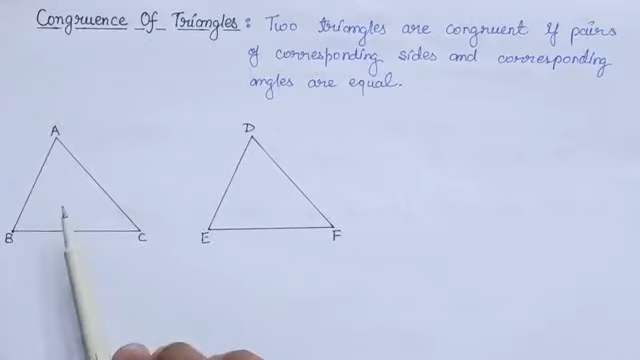 Congruence Of Triangles : Two triangles are congruent if pairs
of corresponding sides and corresponding
angles are equal.
A
D
B
C
E
F